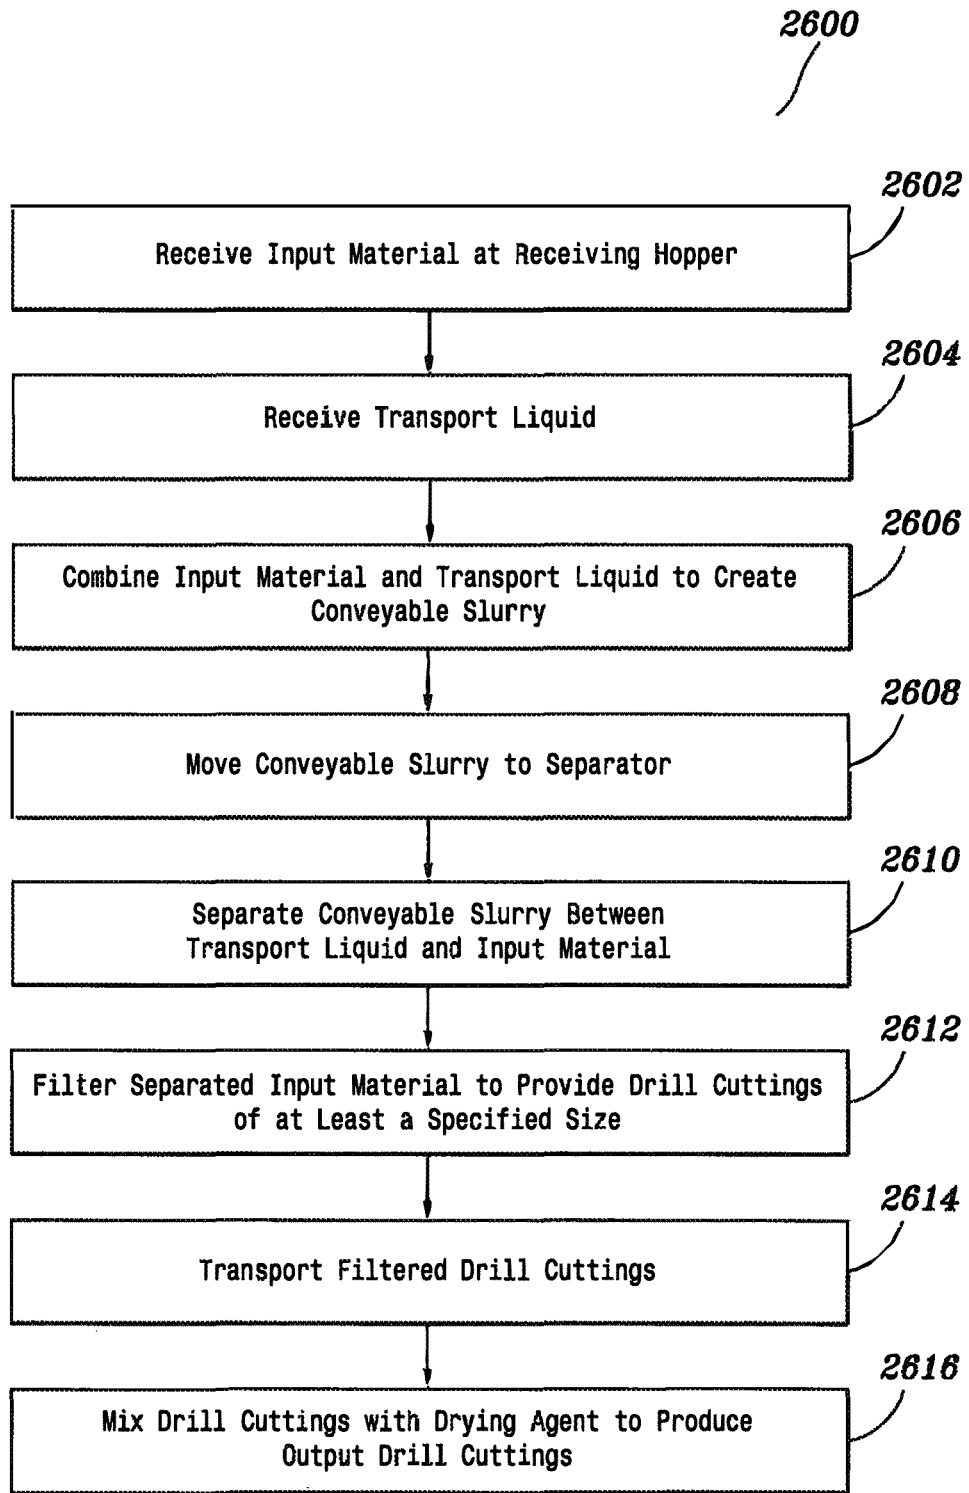 2600
2602
Receive Input Material at Receiving Hopper
2604
Receive Transport Liquid
2606
Combine Input Material and Transport Liquid to Create
Conveyable Slurry
2608
Move Conveyable Slurry to Separator
2610
Separate Conveyable Slurry Between
Transport Liquid and Input Material
2612
Filter Separated Input Material to Provide Drill Cuttings
of at Least a Specified Size
2614
Transport Filtered Drill Cuttings
2616
Mix Drill Cuttings with Drying Agent to Produce
Output Drill Cuttings